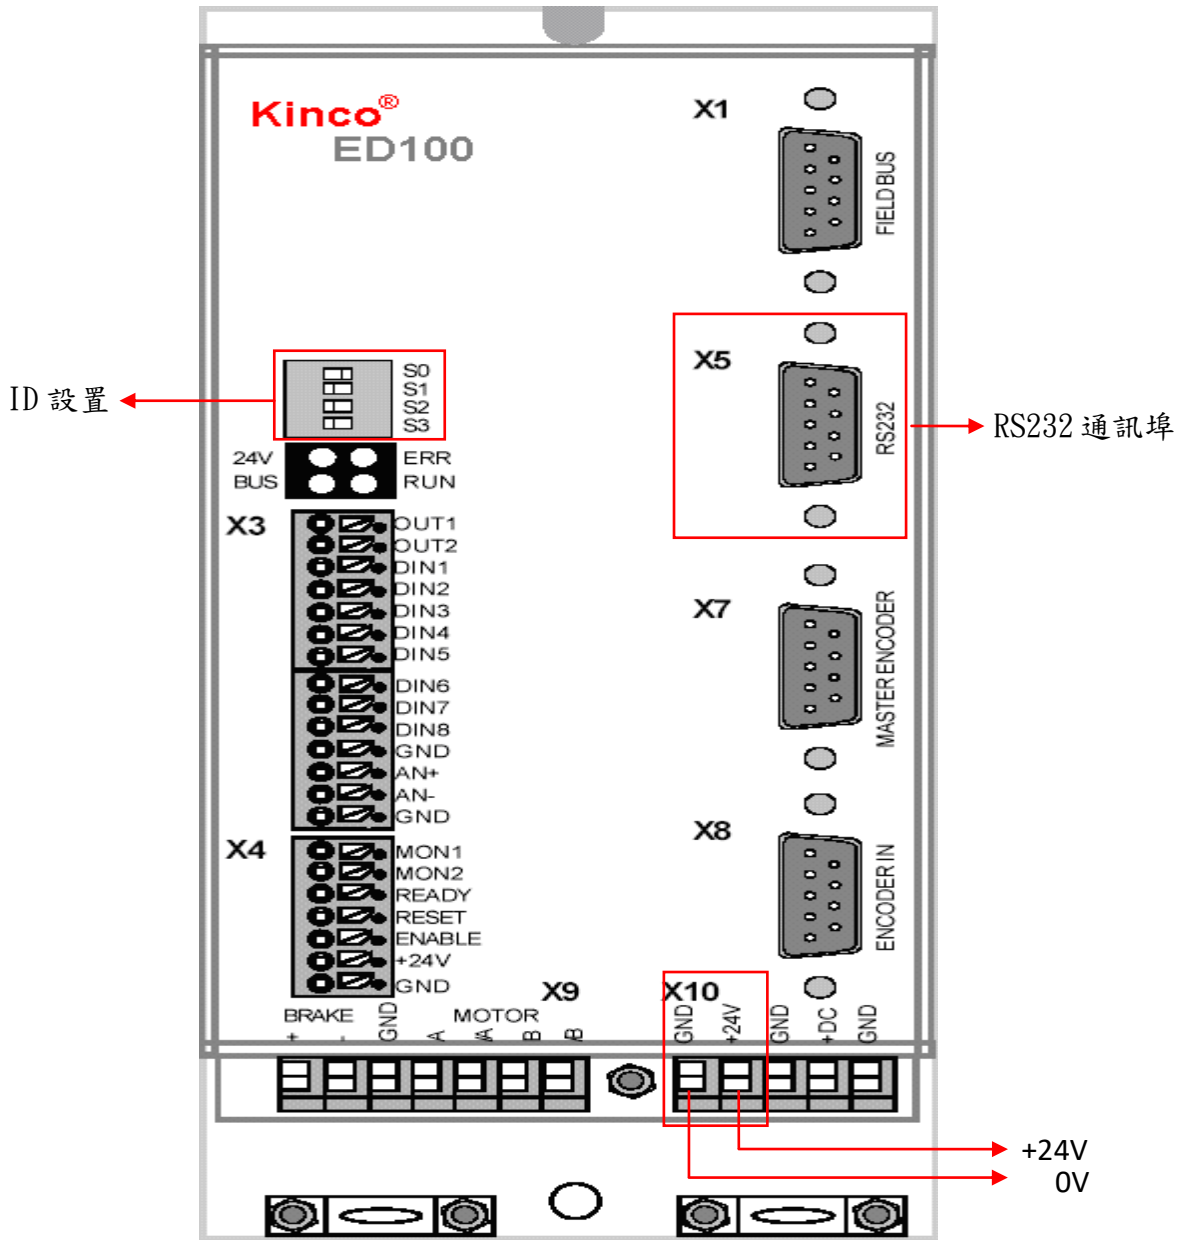 Kinco®
ED100
X1
FIELD BUS
ID 設置
S0
S1
S2
S3
24V
ERR
BUS
RUN
X5
RS232
RS232 通訊埠
X3
OUT1
OUT2
DIN1
DIN2
DIN3
DIN4
DIN5
DIN6
DIN7
DIN8
GND
AN+
AN-
GND
X7
MASTER ENCODER
X4
MON1
MON2
READY
RESET
ENABLE
+24V
GND
X8
ENCODER IN
X9
X10
BRAKE
+
-
GND
MOTOR
A
/A
B
/B
GND
+24V
GND
+DC
GND
+24V
0V